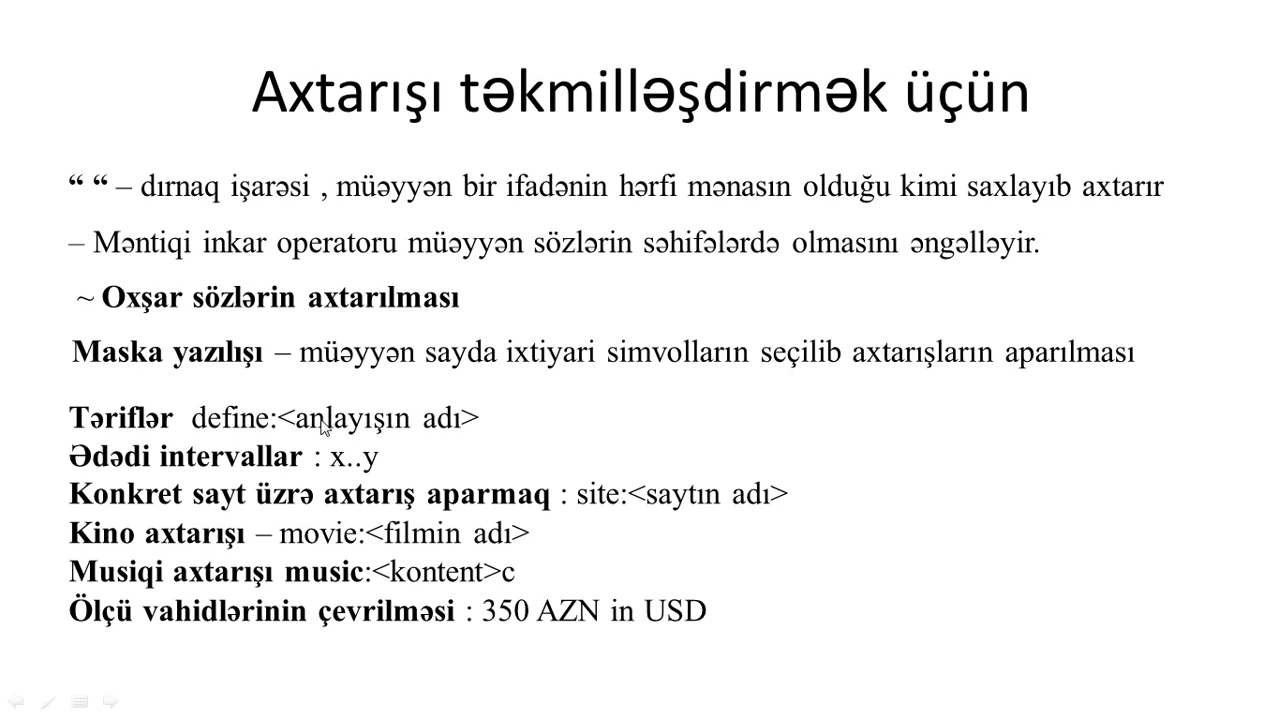 Axtarışı təkmilləşdirmək üçün
“ “ – dırnaq işarəsi , müəyyən bir ifadənin hərfi mənasın olduğu kimi saxlayıb axtarır
– Məntiqi inkar operatoru müəyyən sözlərin səhifələrdə olmasını əngəlləyir.
~ Oxşar sözlərin axtarılması
Maska yazılışı – müəyyən sayda ixtiyari simvolların seçilib axtarışların aparılması
Təriflər define:<anlayışın adı>
Ədədi intervallar : x..y
Konkret sayt üzrə axtarış aparmaq : site:<saytın adı>
Kino axtarışı – movie:<filmin adı>
Musiqi axtarışı music:<kontent>c
Ölçü vahidlərinin çevrilməsi : 350 AZN in USD